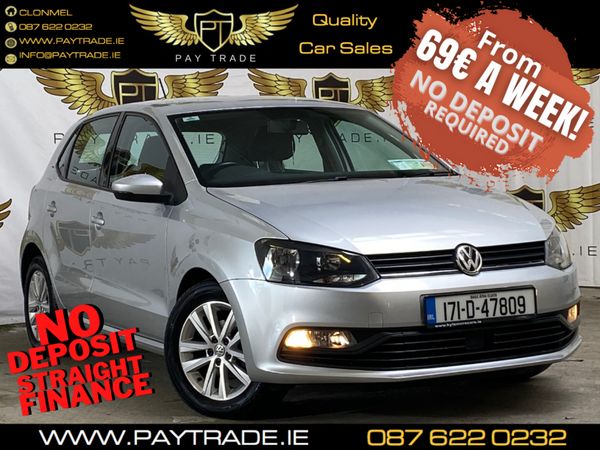 CLONMEL
087 622 0232
WWW.PAYTRADE.IE
INFO@PAYTRADE.IE
PT
PAY TRADE
Quality
Car Sales
From
69€ A WEEK!
NO DEPOSIT
REQUIRED
IRL
171-D-47809
NO
DEPOSIT
STRAIGHT
FINANCE
WWW.PAYTRADE.IE
087 622 0232